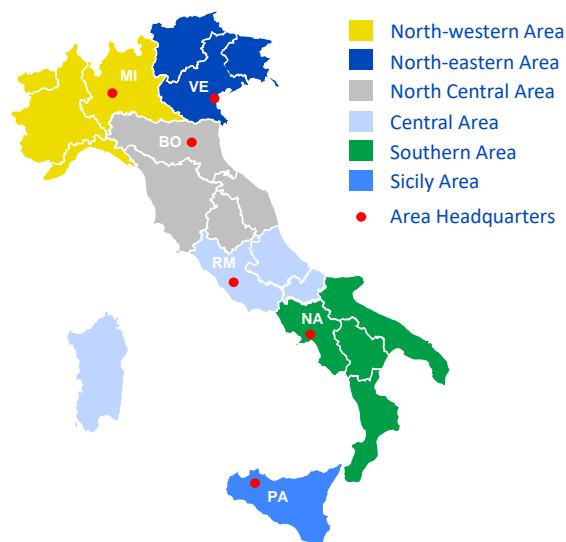 North-western Area
North-eastern Area
North Central Area
Central Area
Southern Area
Sicily Area
Area Headquarters
MI
VE
BO
RM
NA
PA